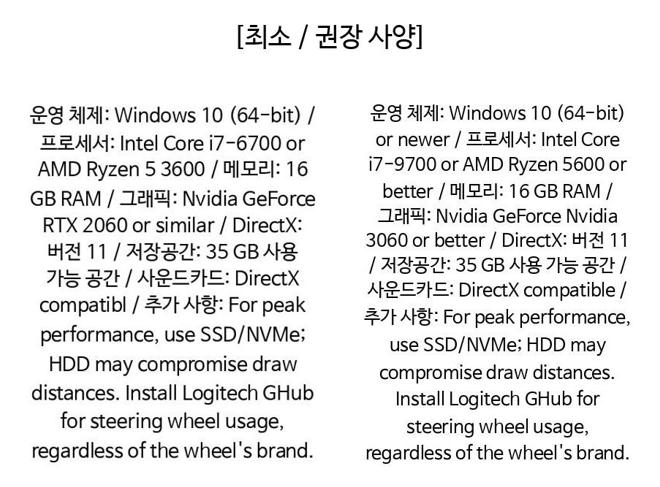 [최소 / 권장 사양]
운영 체제: Windows 10 (64-bit) /
프로세서: Intel Core i7-6700 or
AMD Ryzen 5 3600 / 메모리: 16
GB RAM / 그래픽: Nvidia GeForce
RTX 2060 or similar / DirectX:
버전 11 / 저장공간: 35 GB 사용
가능 공간 / 사운드카드: DirectX
compatibl / 추가 사항: For peak
performance, use SSD/NVMe;
HDD may compromise draw
distances. Install Logitech GHub
for steering wheel usage,
regardless of the wheel's brand.
운영 체제: Windows 10 (64-bit)
or newer / 프로세서: Intel Core
i7-9700 or AMD Ryzen 5600 or
better / 메모리: 16 GB RAM /
그래픽: Nvidia GeForce Nvidia
3060 or better / DirectX: 버전 11
/ 저장공간: 35 GB 사용 가능 공간 /
사운드카드: DirectX compatible /
추가 사항: For peak performance,
use SSD/NVMe; HDD may
compromise draw distances.
Install Logitech GHub for
steering wheel usage,
regardless of the wheel's brand.